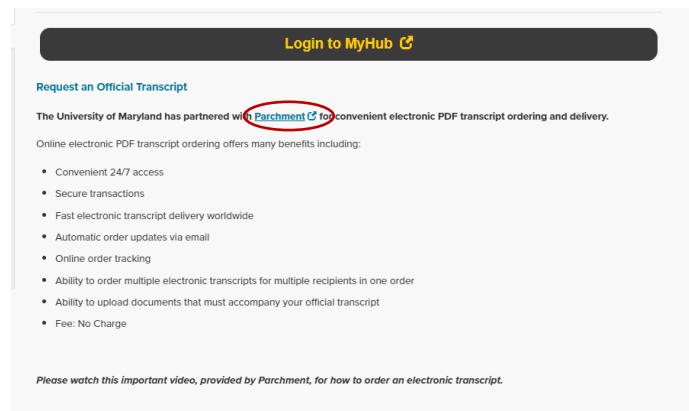 Login to MyHub
Request an Official Transcript
The University of Maryland has partnered with Parchment for convenient electronic PDF transcript ordering and delivery.
Online electronic PDF transcript ordering offers many benefits including:
• Convenient 24/7 access
• Secure transactions
• Fast electronic transcript delivery worldwide
• Automatic order updates via email
• Online order tracking
• Ability to order multiple electronic transcripts for multiple recipients in one order
• Ability to upload documents that must accompany your official transcript
• Fee: No Charge
Please watch this important video, provided by Parchment, for how to order an electronic transcript.